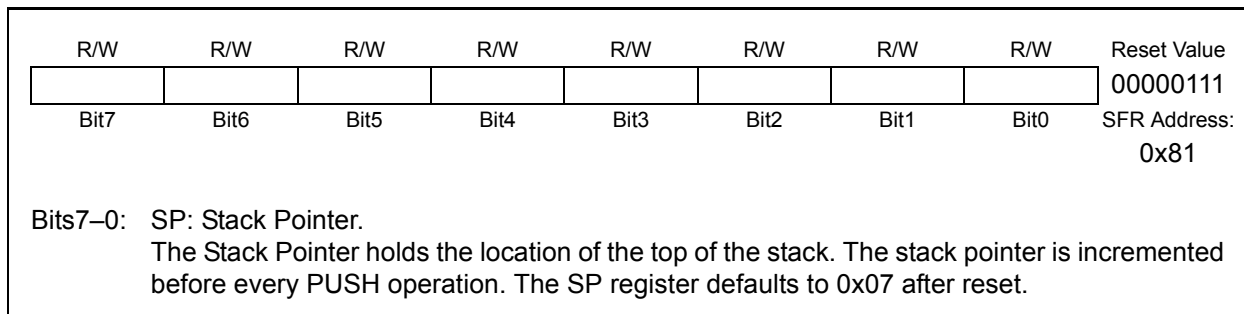 R/W R/W R/W R/W R/W R/W R/W R/W Reset Value
00000111
Bit7 Bit6 Bit5 Bit4 Bit3 Bit2 Bit1 Bit0 SFR Address:
0x81
Bits7–0: SP: Stack Pointer.
The Stack Pointer holds the location of the top of the stack. The stack pointer is incremented
before every PUSH operation. The SP register defaults to 0x07 after reset.